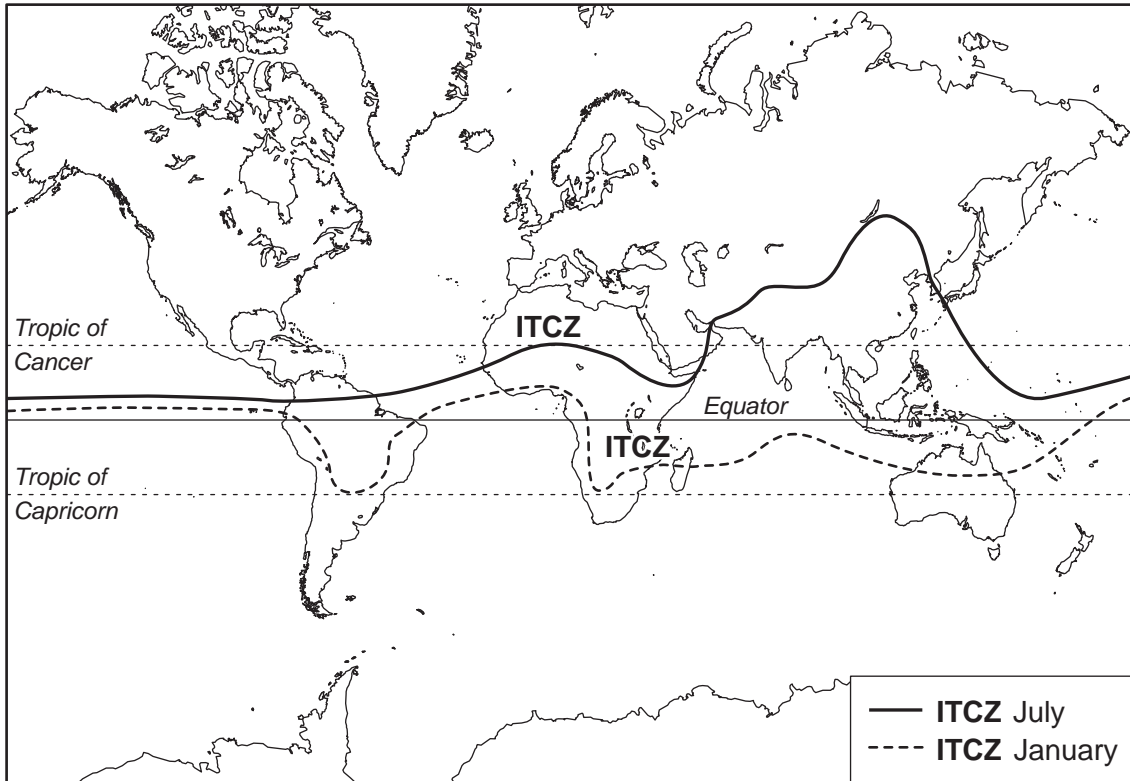 ITCZ
Tropic of
Cancer
Equator
ITCZ
Tropic of
Capricorn
ITCZ July
ITCZ January